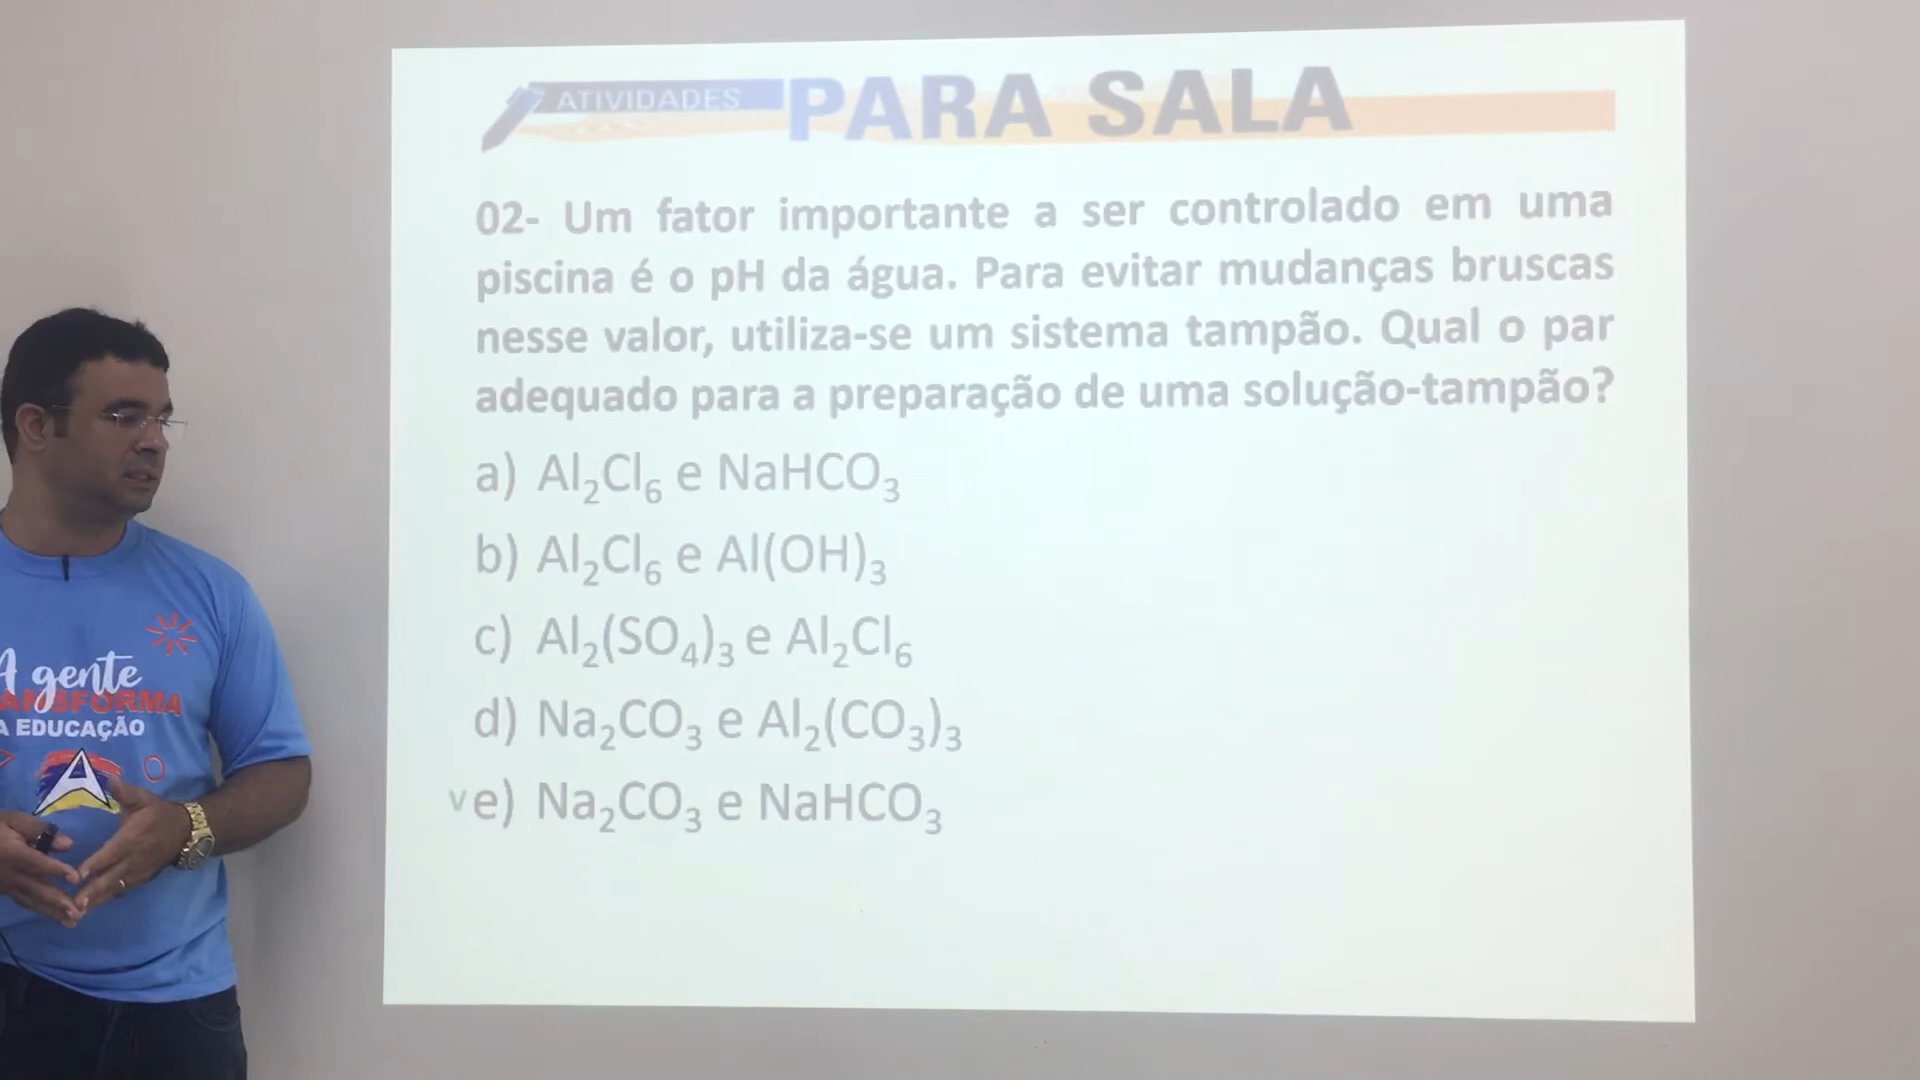 ATIVIDADES PARA SALA
02- Um fator importante a ser controlado em uma
piscina é o pH da água. Para evitar mudanças bruscas
nesse valor, utiliza-se um sistema tampão. Qual o par
adequado para a preparação de uma solução-tampão?
a) Al₂Cl₆ e NaHCO₃
b) Al₂Cl₆ e Al(OH)₃
c) Al₂(SO₄)₃ e Al₂Cl₆
d) Na₂CO₃ e Al₂(CO₃)₃
v e) Na₂CO₃ e NaHCO₃
A gente
ANSFORMA
A EDUCAÇÃO